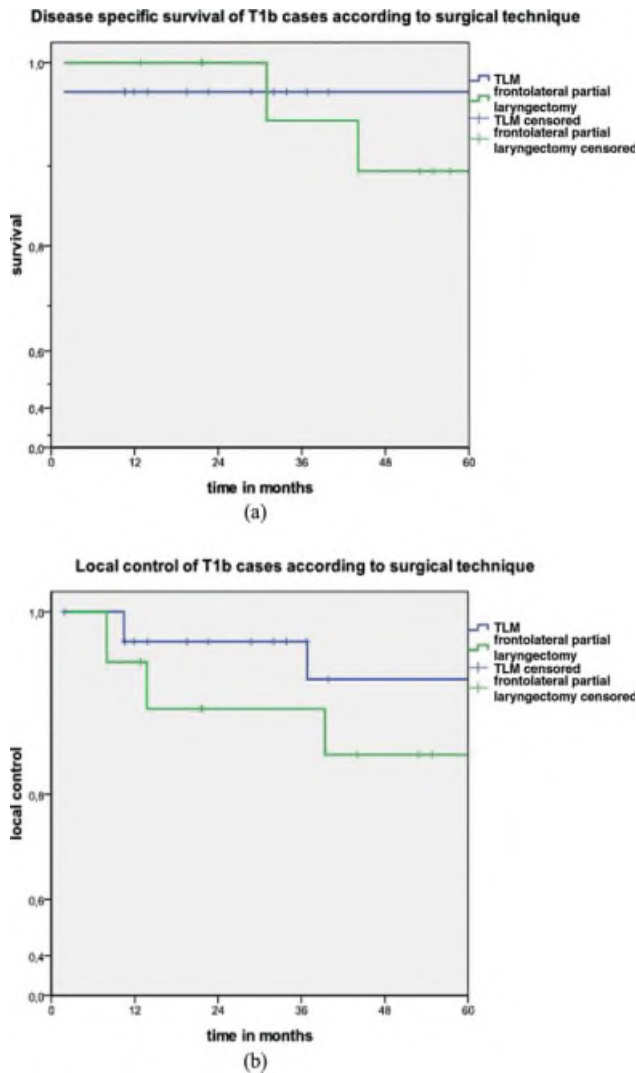 Disease specific survival of T1b cases according to surgical technique
1,0
0,8
0,6
0,4
0,0
survival
0 12 24 36 48 60
time in months
TLM
frontolateral partial
laryngectomy
TLM censored
frontolateral partial
laryngectomy censored
(a)
Local control of T1b cases according to surgical technique
1,0
0,8
0,6
0,4
0,0
local control
0 12 24 36 48 60
time in months
TLM
frontolateral partial
laryngectomy
TLM censored
frontolateral partial
laryngectomy censored
(b)